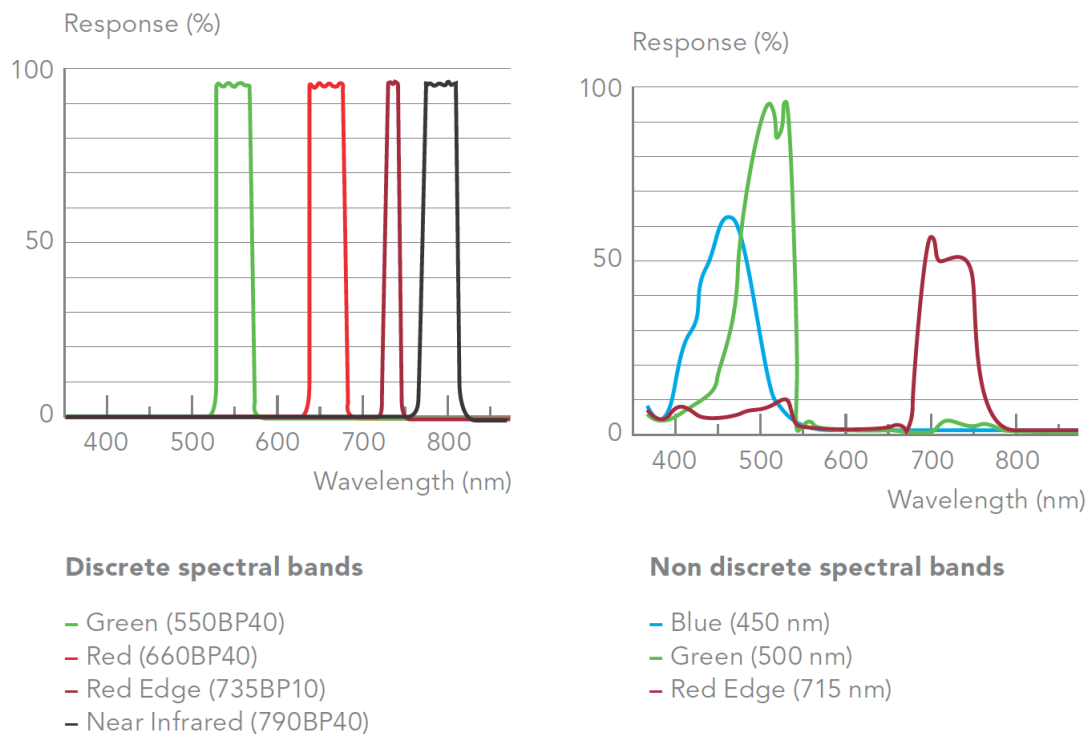 Response (%)
100
50
0
400 500 600 700 800
Wavelength (nm)
Discrete spectral bands
Green (550BP40)
Red (660BP40)
Red Edge (735BP10)
Near Infrared (790BP40)
Response (%)
100
50
0
400 500 600 700 800
Wavelength (nm)
Non discrete spectral bands
Blue (450 nm)
Green (500 nm)
Red Edge (715 nm)